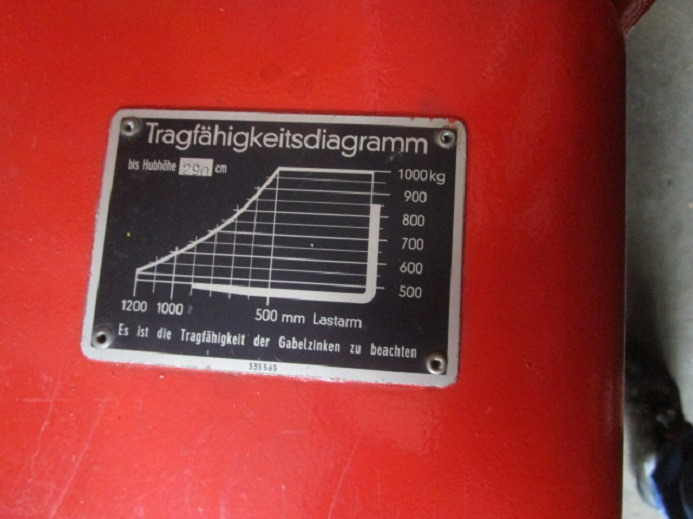 Tragfähigkeitsdiagramm
bis Hubhöhe 290 cm
1000 kg
900
800
700
600
500
1200 1000 500 mm Lastarm
Es ist die Tragfähigkeit der Gabelzinken zu beachten
335565